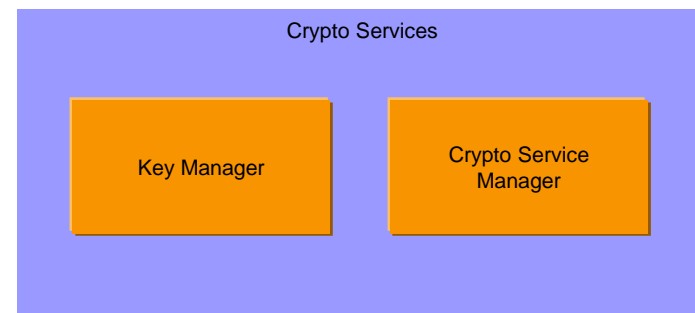 Crypto Services
Key Manager
Crypto Service
Manager